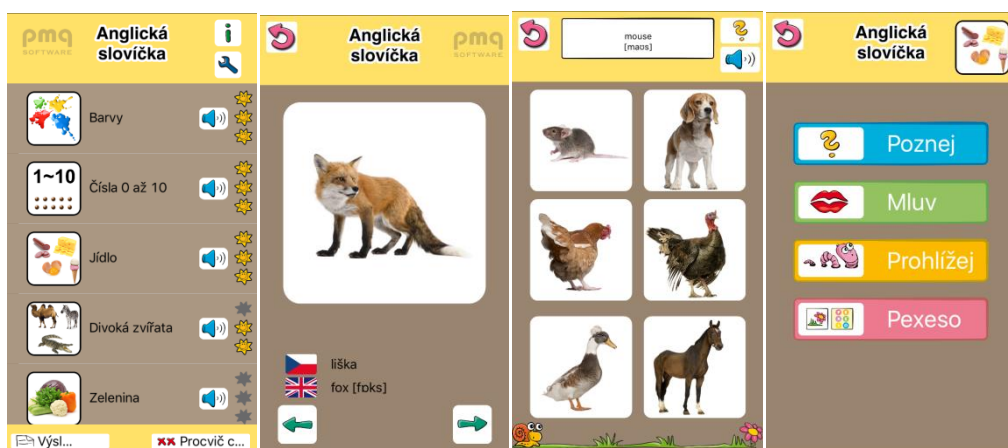 pmq
SOFTWARE
Anglická
slovíčka
Barvy
1~10
Čísla 0 až 10
Jídlo
Divoká zvířata
Zelenina
Výsl...
Procvič c...
Anglická
slovíčka
pmq
SOFTWARE
liška
fox [fɒks]
mouse
[maʊs]
Anglická
slovíčka
Poznej
Mluv
Prohlížej
Pexeso